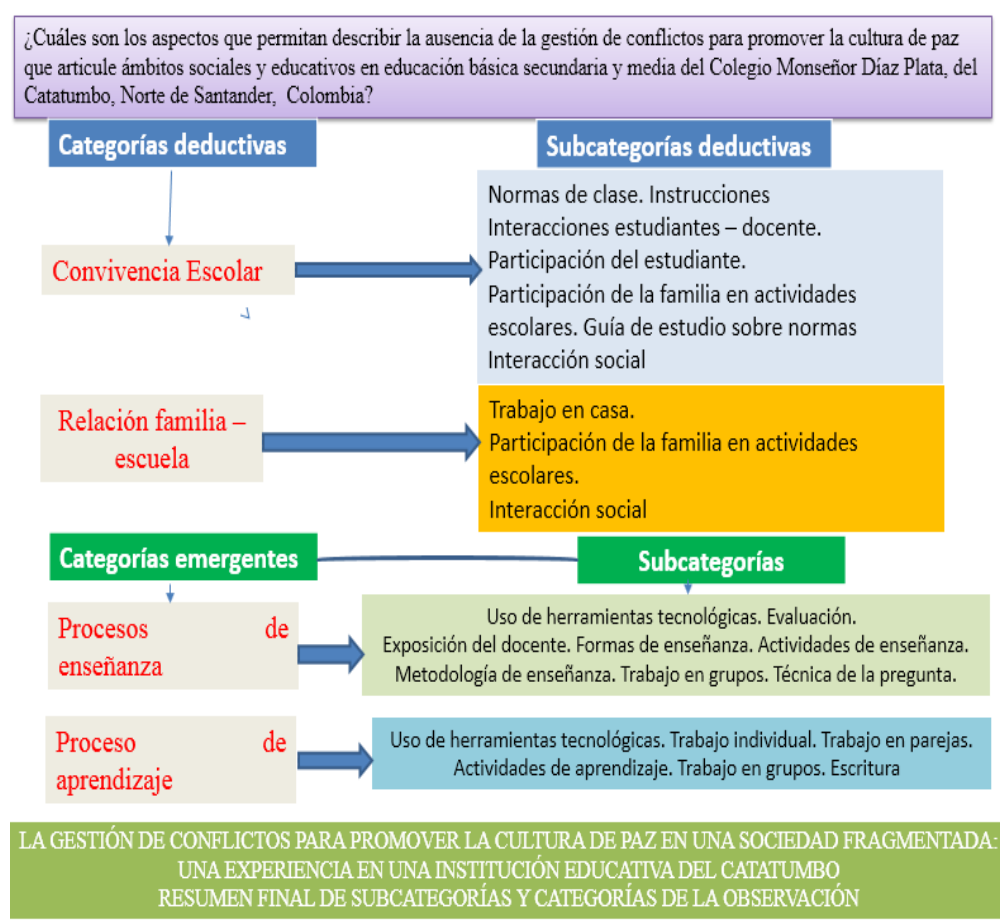 ¿Cuáles son los aspectos que permitan describir la ausencia de la gestión de conflictos para promover la cultura de paz
que articule ámbitos sociales y educativos en educación básica secundaria y media del Colegio Monseñor Díaz Plata, del
Catatumbo, Norte de Santander, Colombia?
Categorías deductivas
Subcategorías deductivas
Convivencia Escolar
Normas de clase. Instrucciones
Interacciones estudiantes – docente.
Participación del estudiante.
Participación de la familia en actividades
escolares. Guía de estudio sobre normas
Interacción social
Relación familia –
escuela
Trabajo en casa.
Participación de la familia en actividades
escolares.
Interacción social
Categorías emergentes
Subcategorías
Procesos de
enseñanza
Uso de herramientas tecnológicas. Evaluación.
Exposición del docente. Formas de enseñanza. Actividades de enseñanza.
Metodología de enseñanza. Trabajo en grupos. Técnica de la pregunta.
Proceso de
aprendizaje
Uso de herramientas tecnológicas. Trabajo individual. Trabajo en parejas.
Actividades de aprendizaje. Trabajo en grupos. Escritura
LA GESTIÓN DE CONFLICTOS PARA PROMOVER LA CULTURA DE PAZ EN UNA SOCIEDAD FRAGMENTADA:
UNA EXPERIENCIA EN UNA INSTITUCIÓN EDUCATIVA DEL CATATUMBO
RESUMEN FINAL DE SUBCATEGORÍAS Y CATEGORÍAS DE LA OBSERVACIÓN